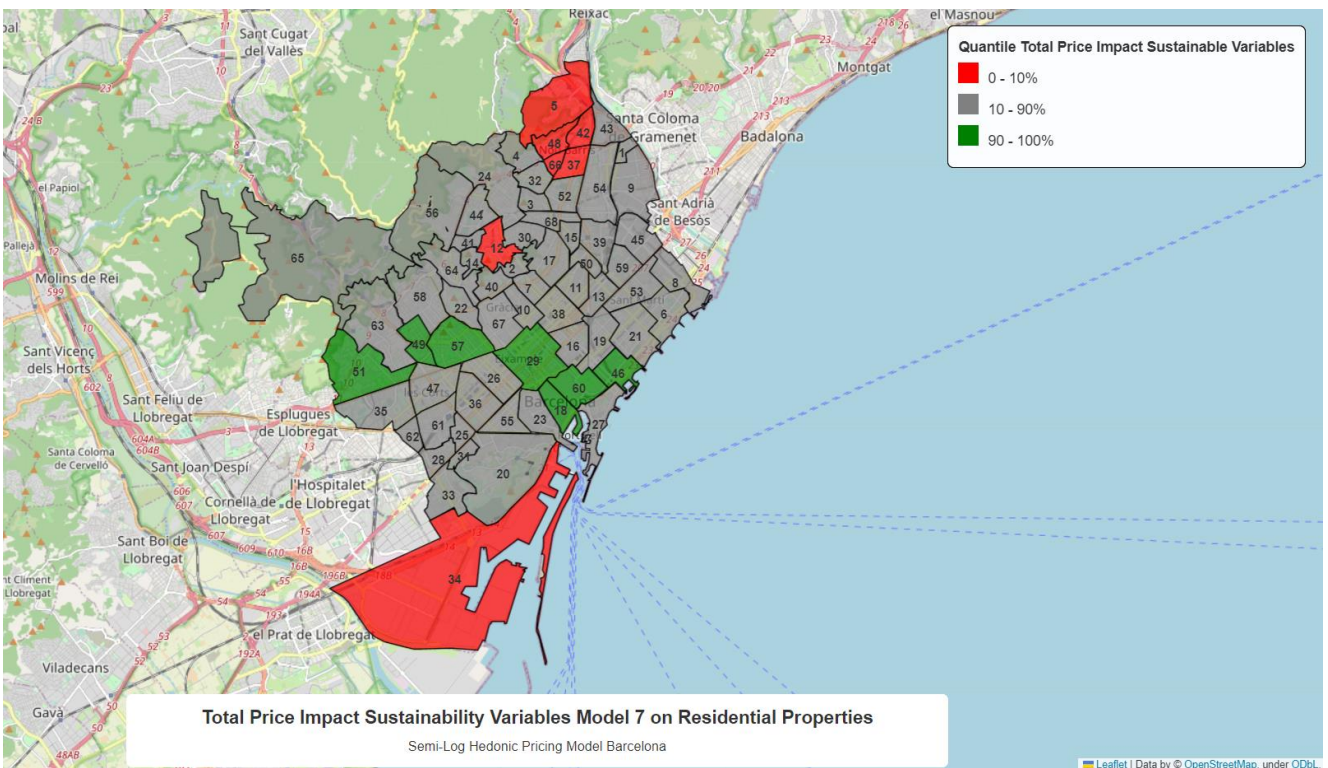 Reixac
el Masnou
Sant Cugat
del Vallès
Montgat
Santa Coloma
de Gramenet
Badalona
el Papiol
Sant Adrià
de Besòs
Pallejà
Molins de Rei
Sant Vicenç
dels Horts
Sant Feliu de
Llobregat
Esplugues
de Llobregat
Santa Coloma
de Cervelló
Sant Joan Despí
l'Hospitalet
de Llobregat
Cornellà de
Llobregat
Sant Boi de
Llobregat
el Prat de Llobregat
Viladecans
Gavà
Gràcia
Sant Martí
Eixample
les Corts
Barcelona
5
42
43
48
4
66
37
1
24
32
52
54
9
3
56
44
68
12
30
15
39
45
41
14
2
17
50
59
65
64
40
7
11
13
53
8
58
22
10
38
6
63
67
49
57
29
16
19
21
51
46
26
60
47
35
36
18
23
27
55
61
25
62
28
31
20
33
34
Quantile Total Price Impact Sustainable Variables
0 - 10%
10 - 90%
90 - 100%
Total Price Impact Sustainability Variables Model 7 on Residential Properties
Semi-Log Hedonic Pricing Model Barcelona
Leaflet | Data by © OpenStreetMap, under ODbL.